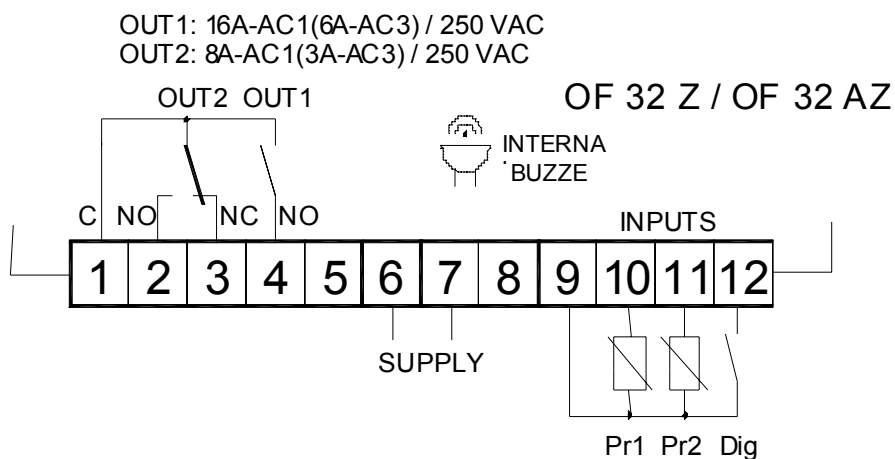 OUT1: 16A-AC1(6A-AC3) / 250 VAC
OUT2: 8A-AC1(3A-AC3) / 250 VAC
OF 32 Z / OF 32 AZ
OUT2 OUT1
INTERNA
BUZZE
C NO NC NO
INPUTS
1 2 3 4 5 6 7 8 9 10 11 12
SUPPLY
Pr1 Pr2 Dig